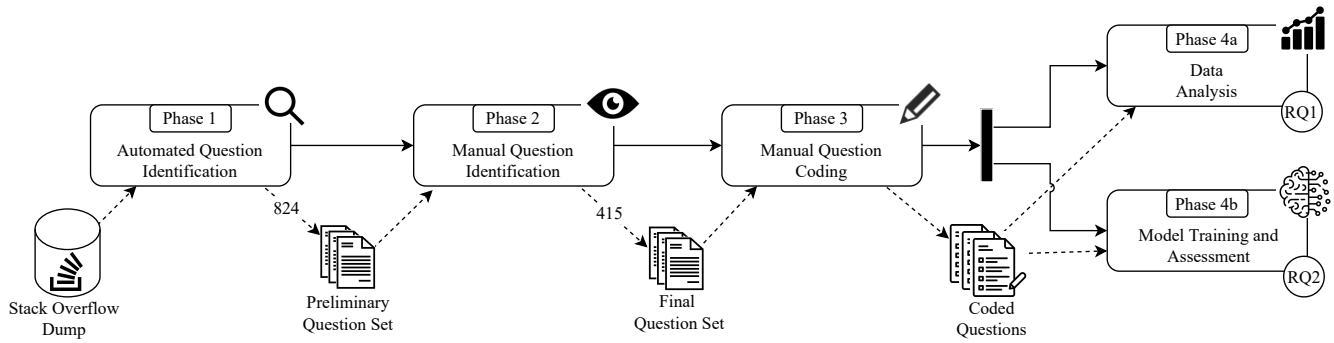 Phase 1
Automated Question
Identification
Phase 2
Manual Question
Identification
Phase 3
Manual Question
Coding
Phase 4a
Data
Analysis
RQ1
Phase 4b
Model Training and
Assessment
RQ2
824
415
Stack Overflow
Dump
Preliminary
Question Set
Final
Question Set
Coded
Questions